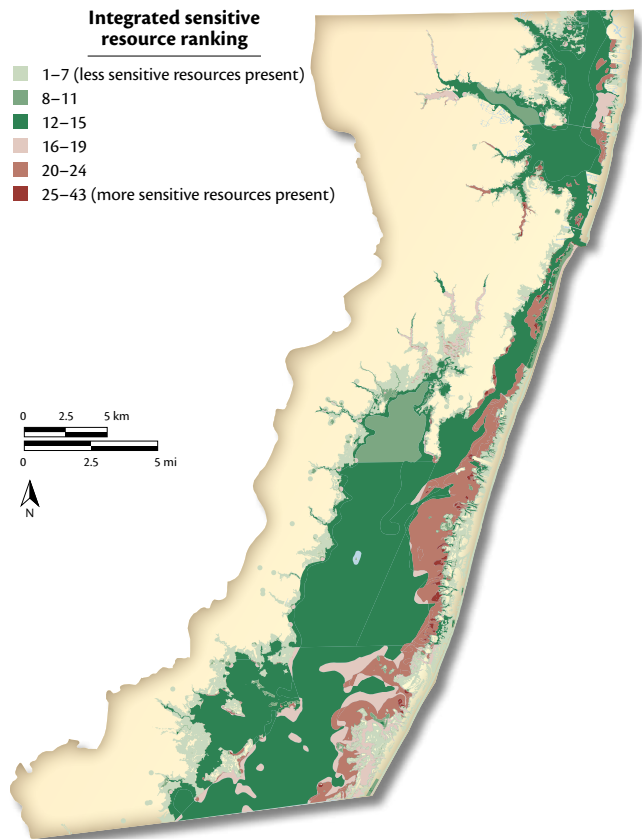 Integrated sensitive
resource ranking
1–7 (less sensitive resources present)
8–11
12–15
16–19
20–24
25–43 (more sensitive resources present)
0 2.5 5 km
0 2.5 5 mi
N